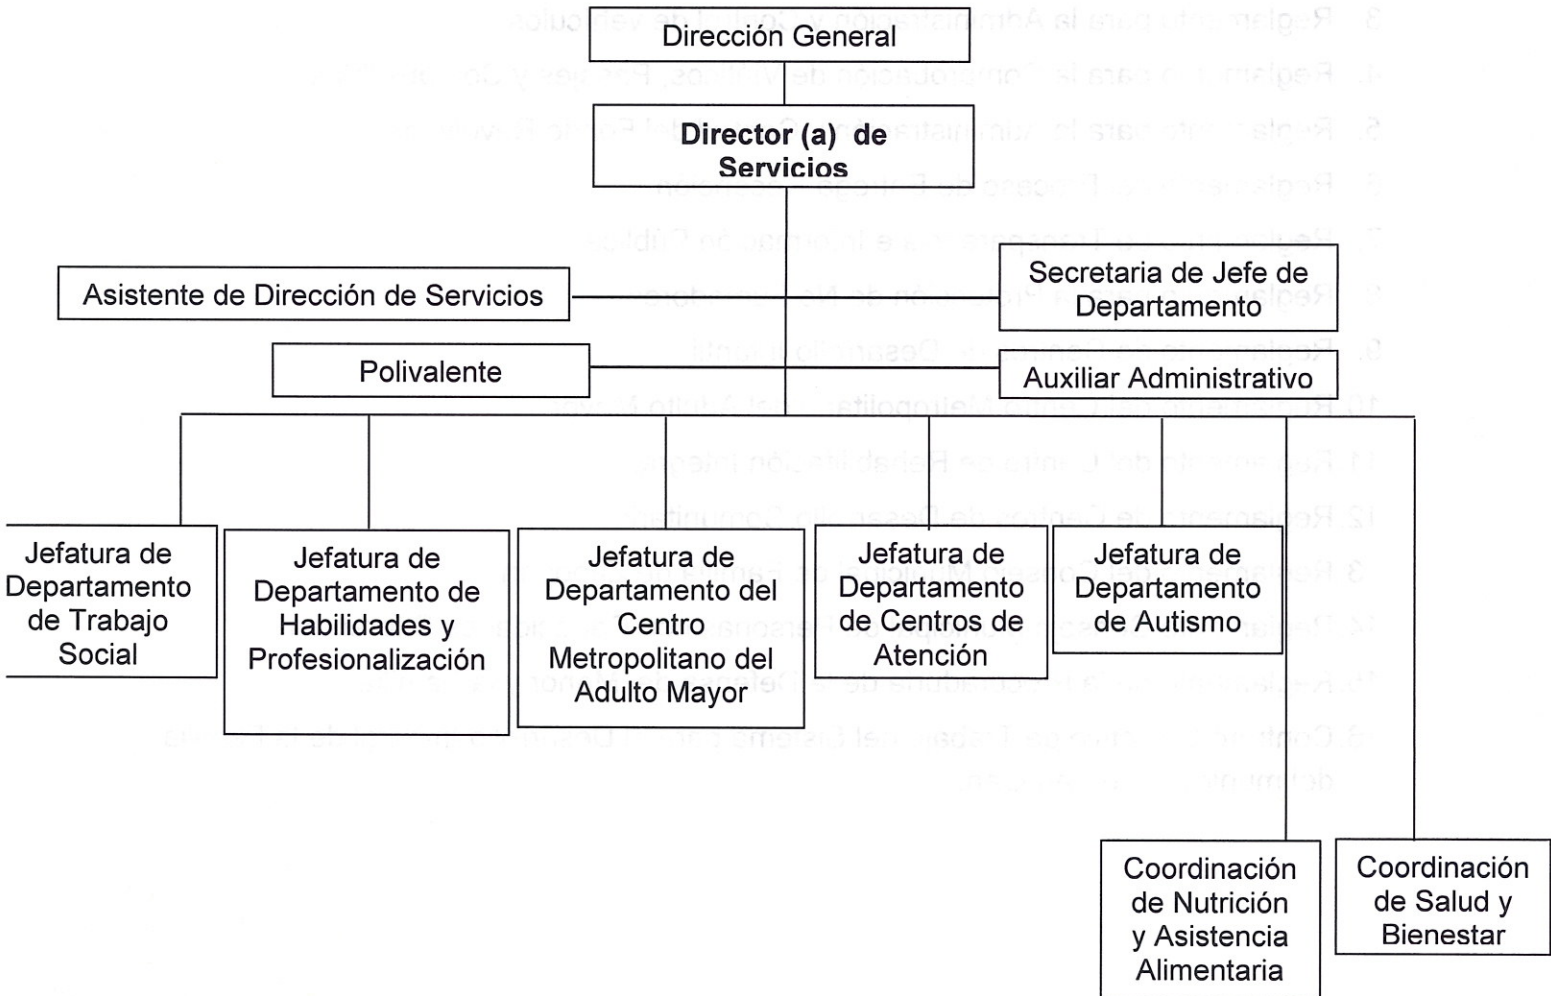 Dirección General
Director (a) de
Servicios
Asistente de Dirección de Servicios
Secretaria de Jefe de
Departamento
Polivalente
Auxiliar Administrativo
Jefatura de
Departamento
de Trabajo
Social
Jefatura de
Departamento de
Habilidades y
Profesionalización
Jefatura de
Departamento del
Centro
Metropolitano del
Adulto Mayor
Jefatura de
Departamento
de Centros de
Atención
Jefatura de
Departamento
de Autismo
Coordinación
de Nutrición
y Asistencia
Alimentaria
Coordinación
de Salud y
Bienestar